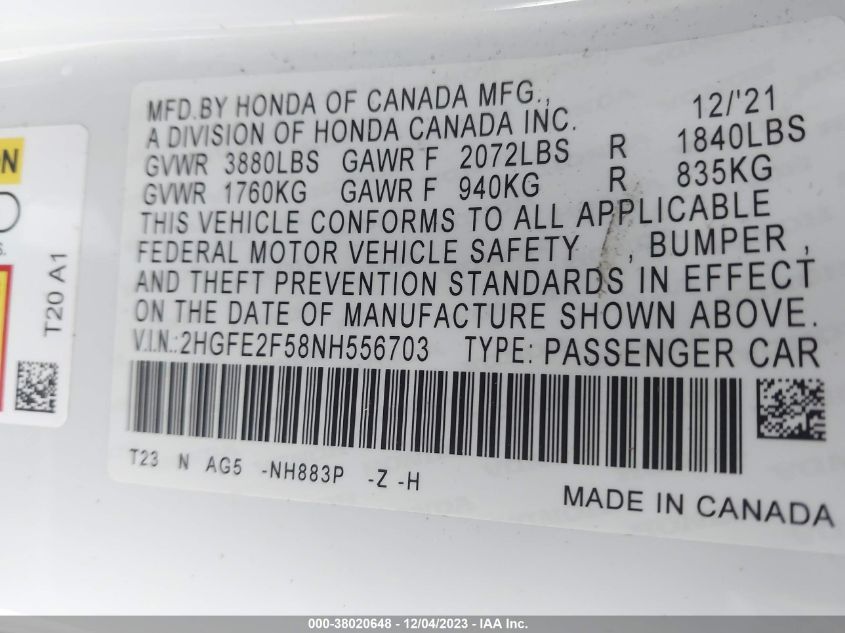 MFD.BY HONDA OF CANADA MFG., 12/'21
A DIVISION OF HONDA CANADA INC.
GVWR 3880LBS GAWR F 2072LBS R 1840LBS
GVWR 1760KG GAWR F 940KG R 835KG
THIS VEHICLE CONFORMS TO ALL APPLICABLE
FEDERAL MOTOR VEHICLE SAFETY , BUMPER ,
AND THEFT PREVENTION STANDARDS IN EFFECT
ON THE DATE OF MANUFACTURE SHOWN ABOVE.
V.I.N.:2HGFE2F58NH556703 TYPE: PASSENGER CAR
T23 N AG5 -NH883P -Z -H
MADE IN CANADA
T20 A1
000-38020648 - 12/04/2023 - IAA Inc.